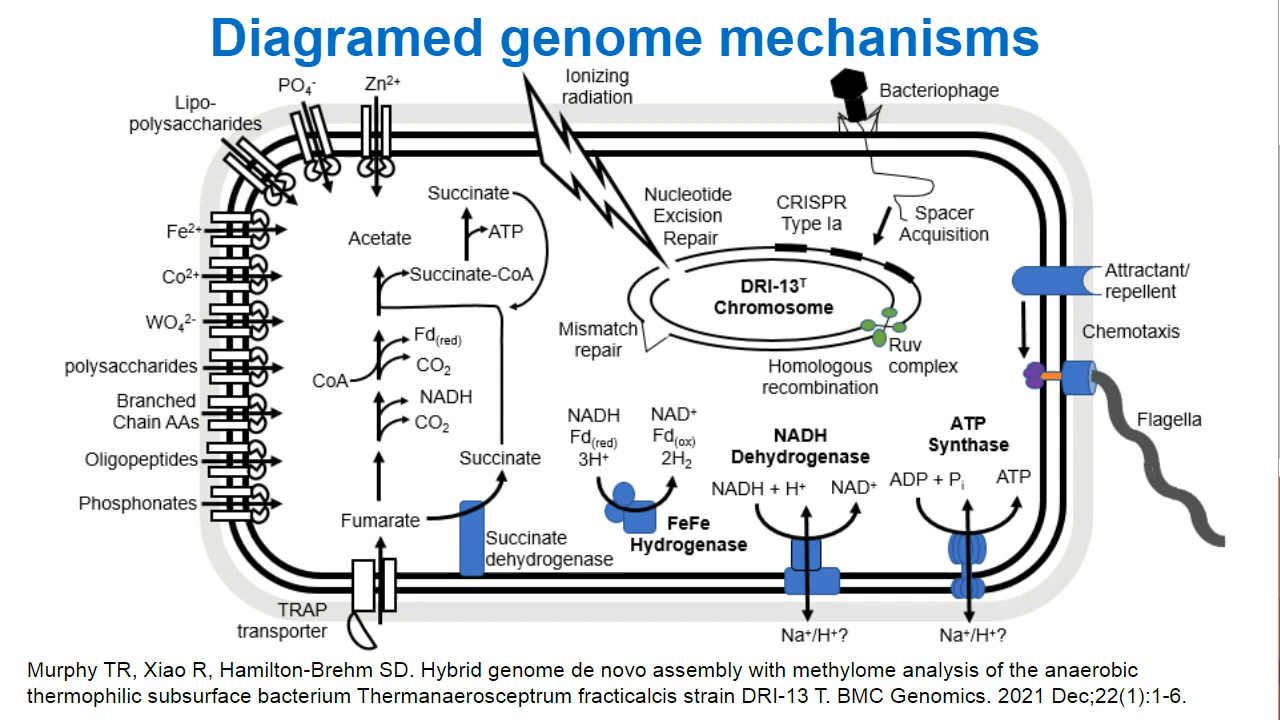 Diagramed genome mechanisms
Lipo-
polysaccharides
PO₄⁻
Zn²⁺
Ionizing
radiation
Bacteriophage
Fe²⁺
Co²⁺
WO₄²⁻
polysaccharides
Branched
Chain AAs
Oligopeptides
Phosphonates
Succinate
ATP
Acetate
Succinate-CoA
Fd(red)
CO₂
CoA
NADH
CO₂
Succinate
Fumarate
Succinate
dehydrogenase
TRAP
transporter
Nucleotide
Excision
Repair
CRISPR
Type Ia
Spacer
Acquisition
DRI-13ᵀ
Chromosome
Mismatch
repair
Ruv
complex
Homologous
recombination
Attractant/
repellent
Chemotaxis
Flagella
NADH
Fd(red)
3H⁺
NAD⁺
Fd(ox)
2H₂
FeFe
Hydrogenase
NADH
Dehydrogenase
NADH + H⁺
NAD⁺
Na⁺/H⁺?
ATP
Synthase
ADP + Pᵢ
ATP
Na⁺/H⁺?
Murphy TR, Xiao R, Hamilton-Brehm SD. Hybrid genome de novo assembly with methylome analysis of the anaerobic
thermophilic subsurface bacterium Thermanaerosceptrum fracticalcis strain DRI-13 T. BMC Genomics. 2021 Dec;22(1):1-6.